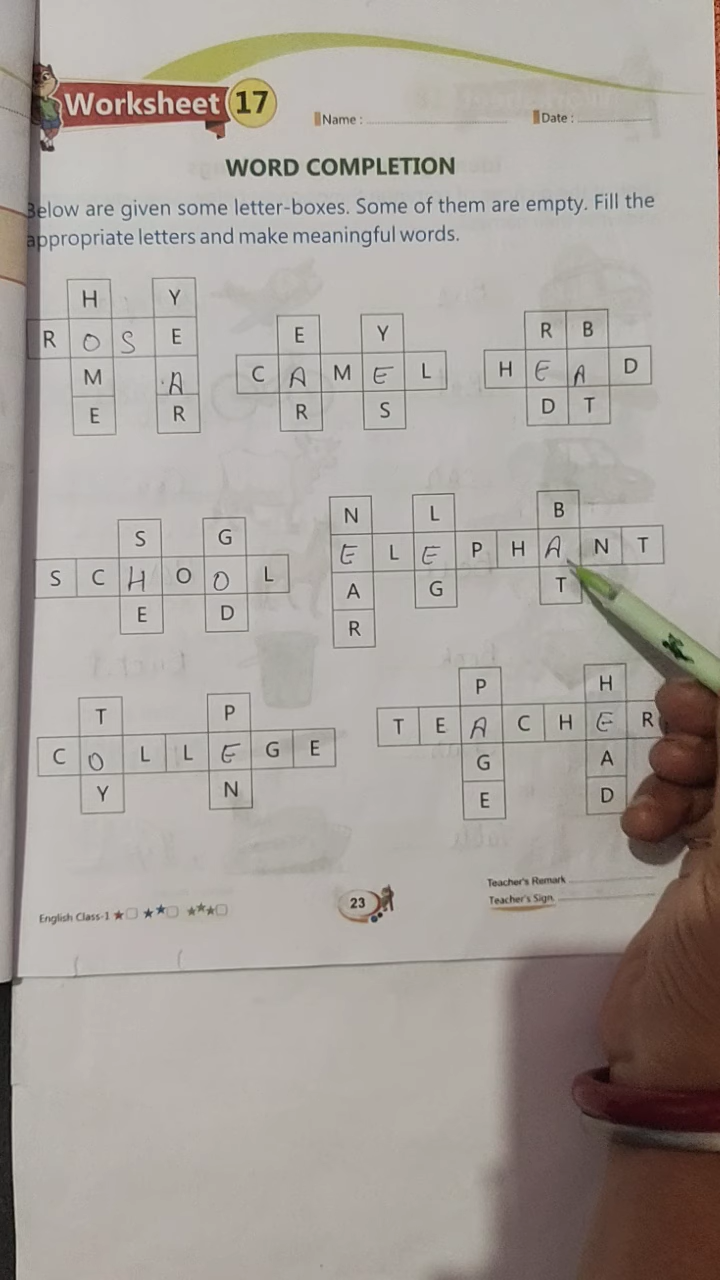 Worksheet 17
Name :
Date :
WORD COMPLETION
Below are given some letter-boxes. Some of them are empty. Fill the
appropriate letters and make meaningful words.
H Y
R O S E
M A
E R
E Y
C A M E L
R S
R B
H E A D
D T
S G
S C H O O L
E D
N L B
E L E P H A N T
A G T
R
T P
C O L L E G E
Y N
P H
T E A C H E R
G A
E D
Teacher's Remark
Teacher's Sign.
English Class-1
23